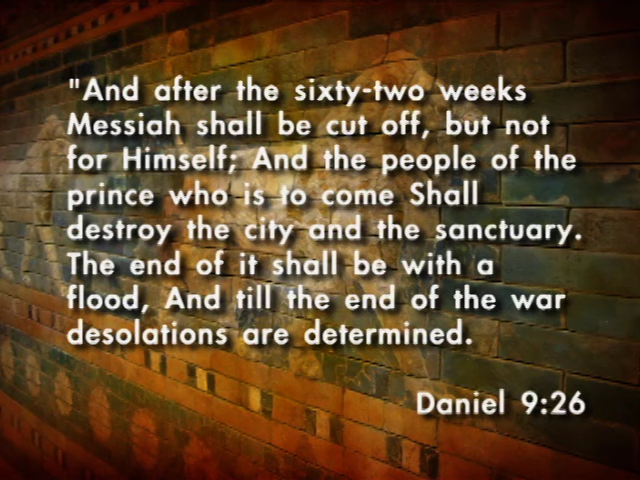 "And after the sixty-two weeks
Messiah shall be cut off, but not
for Himself; And the people of the
prince who is to come Shall
destroy the city and the sanctuary.
The end of it shall be with a
flood, And till the end of the war
desolations are determined.
Daniel 9:26